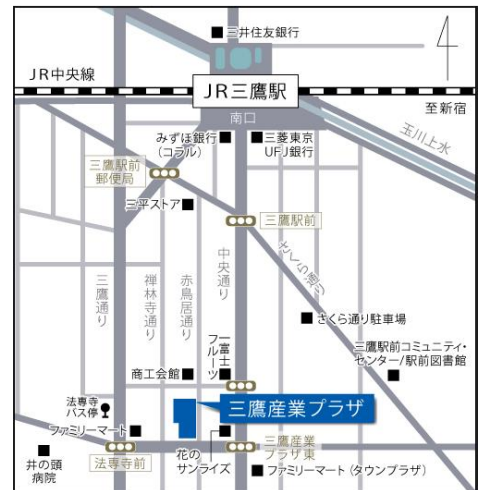 三井住友銀行
JR中央線
JR三鷹駅
至新宿
南口
玉川上水
みずほ銀行
(コラル)
三菱東京
UFJ銀行
三鷹駅前
郵便局
三平ストア
三鷹駅前
さくら通り
中央通り
三鷹通り
禅林寺通り
赤鳥居通り
さくら通り駐車場
一富士
フルーツ
三鷹駅前コミュニティ・
センター/駅前図書館
商工会館
法専寺
バス停
三鷹産業プラザ
ファミリーマート
花の
サンライズ
三鷹産業
プラザ東
井の頭
病院
法専寺前
ファミリーマート(タウンプラザ)